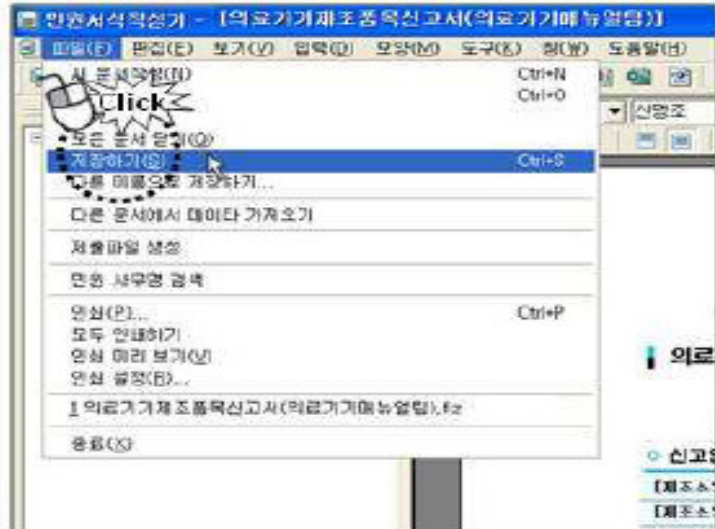 민원서식작성기 - [의료기기제조품목신고서(의료기기매뉴얼팀)]
파일(F) 편집(E) 보기(V) 입력(D) 모양(M) 도구(K) 창(W) 도움말(H)
새 문서작성(N) Ctrl+N
Ctrl+O
Click
신명조
모든 문서 닫기(Q)
저장하기(S) Ctrl+S
다른 이름으로 저장하기...
다른 문서에서 데이타 가져오기
제출파일 생성
민원 사무명 검색
인쇄(P)... Ctrl+P
모두 인쇄하기
인쇄 미리 보기(V)
인쇄 설정(R)...
의료
1 의료기기제조품목신고서(의료기기매뉴얼팀).fiz
종료(X)
신고
[제조소
[제조소